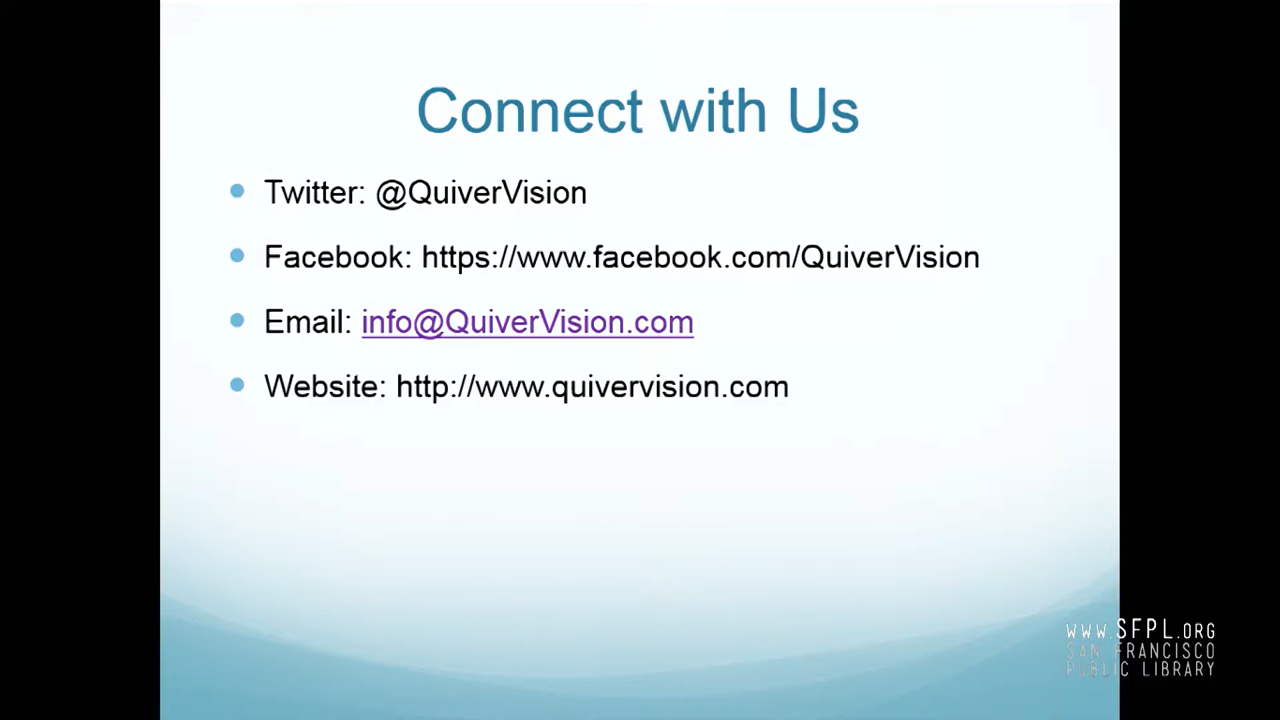 Connect with Us
Twitter: @QuiverVision
Facebook: https://www.facebook.com/QuiverVision
Email: info@QuiverVision.com
Website: http://www.quivervision.com
WWW.SFPL.ORG
SAN FRANCISCO
PUBLIC LIBRARY